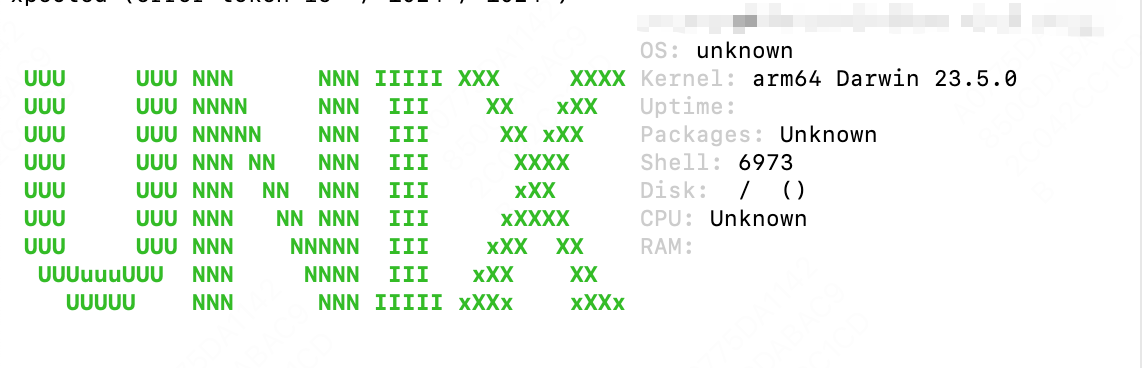 OS: unknown
UUU     UUU NNN      NNN IIIII XXX     XXXX Kernel: arm64 Darwin 23.5.0
UUU     UUU NNNN     NNN  III    XX   xXX   Uptime:
UUU     UUU NNNNN    NNN  III     XX xXX    Packages: Unknown
UUU     UUU NNN NN   NNN  III      XXXX     Shell: 6973
UUU     UUU NNN  NN  NNN  III      xXX      Disk:  /  ()
UUU     UUU NNN   NN NNN  III     xXXXX     CPU: Unknown
UUU     UUU NNN    NNNNN  III    xXX  XX    RAM:
 UUUuuuUUU  NNN     NNNN  III   xXX    XX
   UUUUU    NNN      NNN IIIII xXXx    xXXx